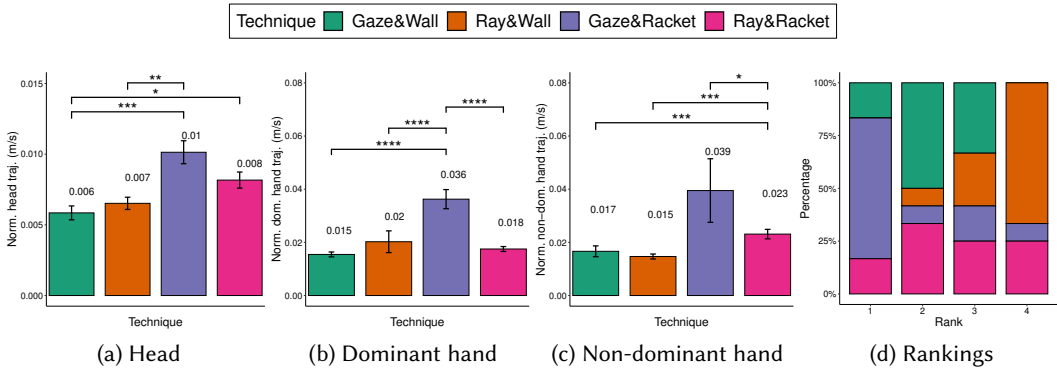 Technique Gaze&Wall Ray&Wall Gaze&Racket Ray&Racket
Norm. head traj. (m/s)
0.015
0.010
0.005
0.000
**
*
***
0.006
0.007
0.01
0.008
Technique
(a) Head
Norm. dom. hand traj. (m/s)
0.08
0.06
0.04
0.02
0.00
****
****
****
0.015
0.02
0.036
0.018
Technique
(b) Dominant hand
Norm. non−dom. hand traj. (m/s)
0.08
0.06
0.04
0.02
0.00
*
***
***
0.017
0.015
0.039
0.023
Technique
(c) Non-dominant hand
Percentage
100%
75%
50%
25%
0%
1 2 3 4
Rank
(d) Rankings